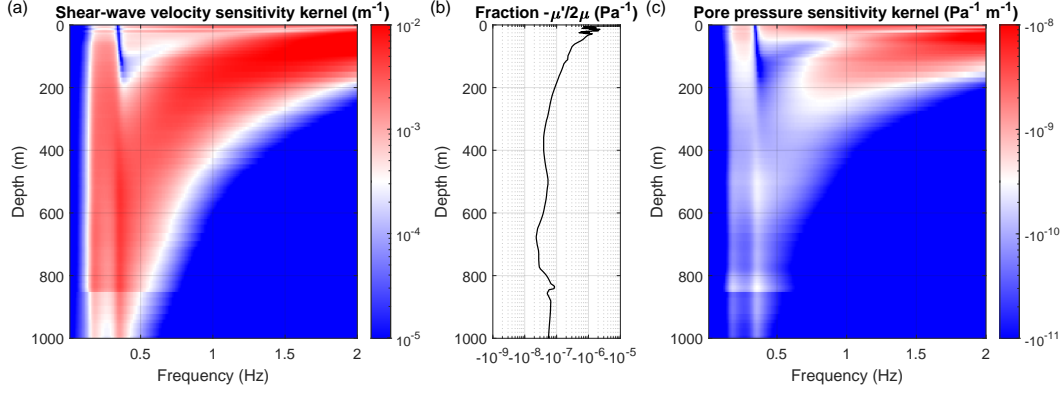 (a)
Shear-wave velocity sensitivity kernel (m⁻¹)
0
200
400
600
800
1000
Depth (m)
0.5
1
1.5
2
Frequency (Hz)
10⁻²
10⁻³
10⁻⁴
10⁻⁵
(b)
Fraction -μ'/2μ (Pa⁻¹)
0
200
400
600
800
1000
Depth (m)
-10⁻⁹ -10⁻⁸ -10⁻⁷ -10⁻⁶ -10⁻⁵
(c)
Pore pressure sensitivity kernel (Pa⁻¹ m⁻¹)
0
200
400
600
800
1000
Depth (m)
0.5
1
1.5
2
Frequency (Hz)
-10⁻⁸
-10⁻⁹
-10⁻¹⁰
-10⁻¹¹